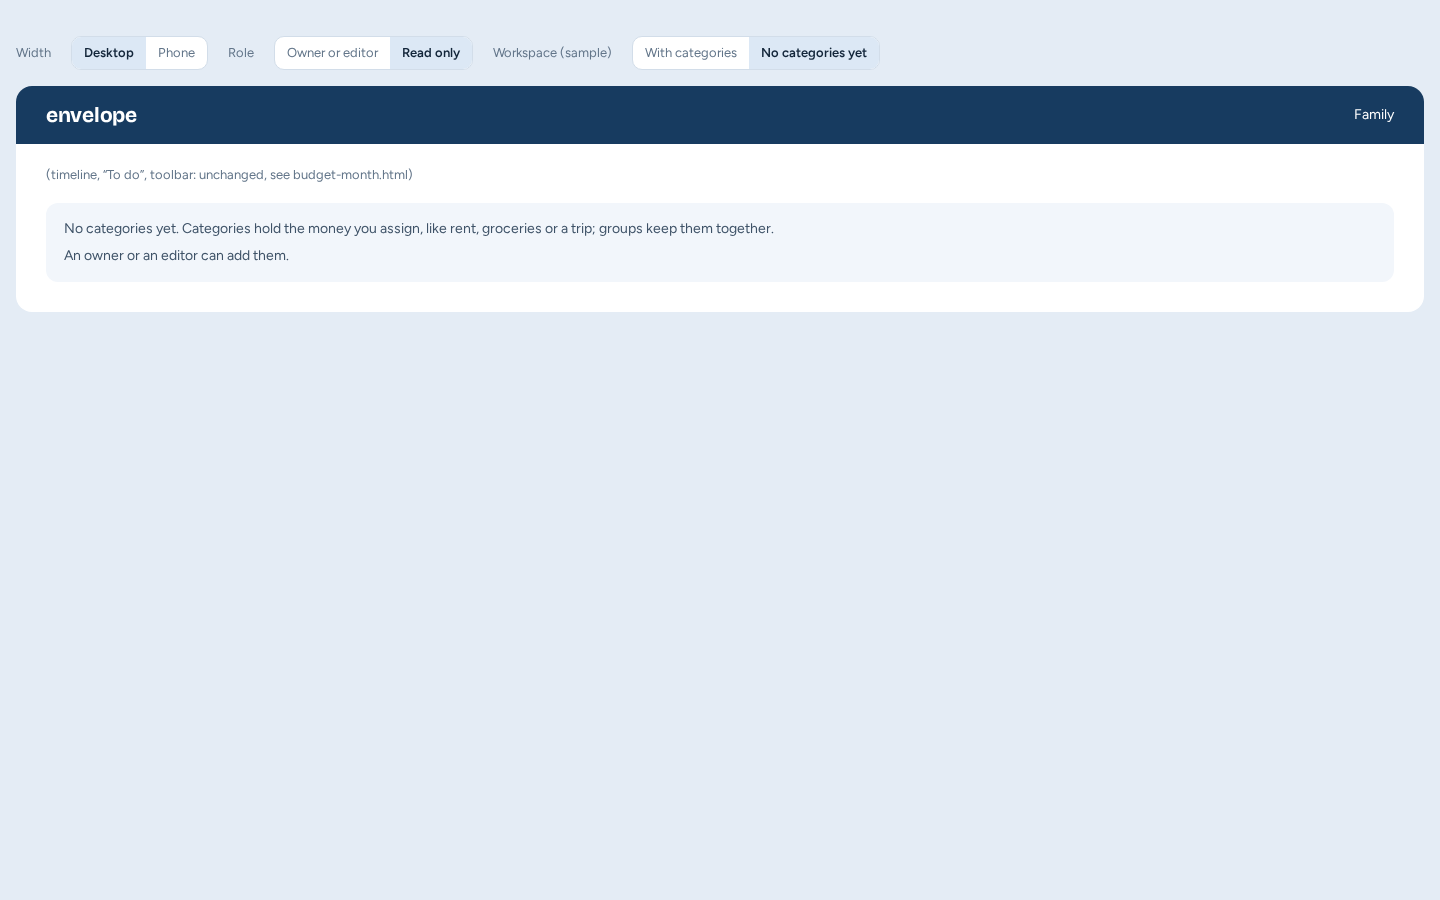 Width Desktop Phone Role Owner or editor Read only Workspace (sample) With categories No categories yet
envelope Family
(timeline, “To do”, toolbar: unchanged, see budget-month.html)
No categories yet. Categories hold the money you assign, like rent, groceries or a trip; groups keep them together.
An owner or an editor can add them.